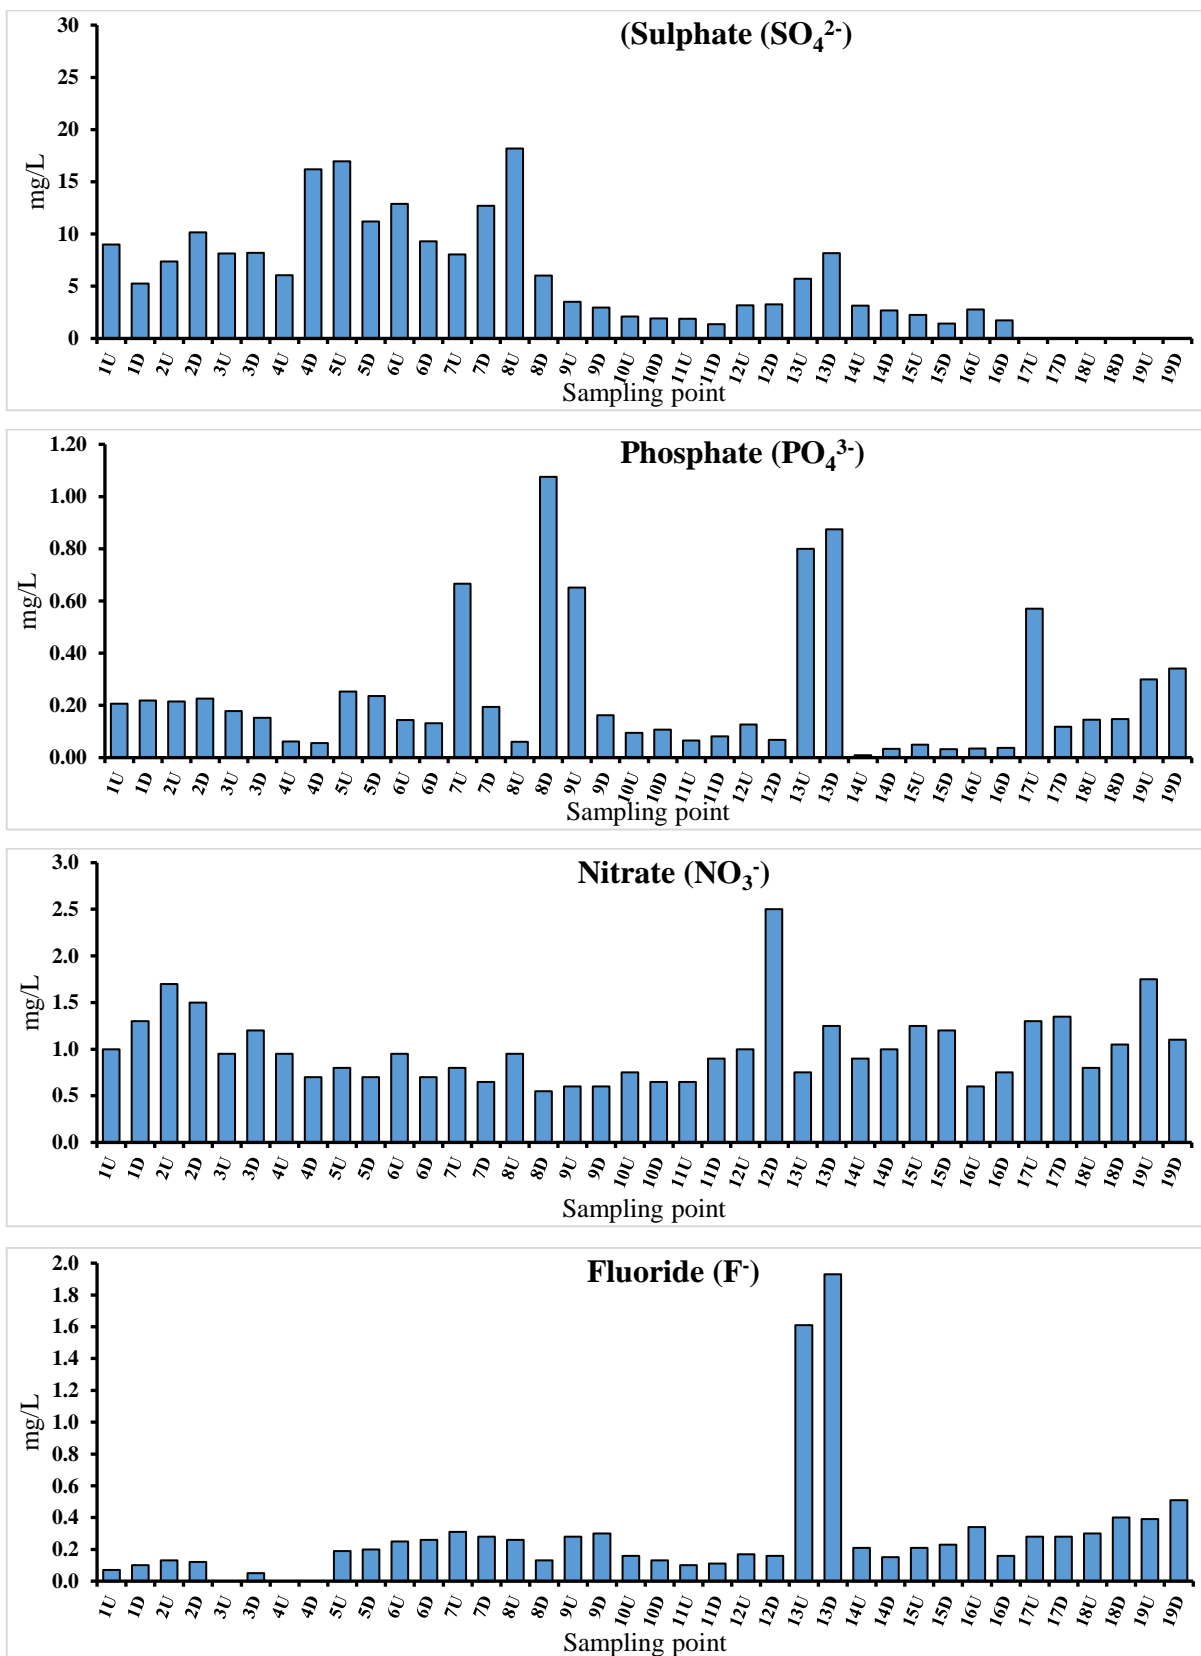 (Sulphate (SO₄²⁻)
30
25
20
15
10
5
0
mg/L
1U 1D 2U 2D 3U 3D 4U 4D 5U 5D 6U 6D 7U 7D 8U 8D 9U 9D 10U 10D 11U 11D 12U 12D 13U 13D 14U 14D 15U 15D 16U 16D 17U 17D 18U 18D 19U 19D
Sampling point
Phosphate (PO₄³⁻)
1.20
1.00
0.80
0.60
0.40
0.20
0.00
mg/L
1U 1D 2U 2D 3U 3D 4U 4D 5U 5D 6U 6D 7U 7D 8U 8D 9U 9D 10U 10D 11U 11D 12U 12D 13U 13D 14U 14D 15U 15D 16U 16D 17U 17D 18U 18D 19U 19D
Sampling point
Nitrate (NO₃⁻)
3.0
2.5
2.0
1.5
1.0
0.5
0.0
mg/L
1U 1D 2U 2D 3U 3D 4U 4D 5U 5D 6U 6D 7U 7D 8U 8D 9U 9D 10U 10D 11U 11D 12U 12D 13U 13D 14U 14D 15U 15D 16U 16D 17U 17D 18U 18D 19U 19D
Sampling point
Fluoride (F⁻)
2.0
1.8
1.6
1.4
1.2
1.0
0.8
0.6
0.4
0.2
0.0
mg/L
1U 1D 2U 2D 3U 3D 4U 4D 5U 5D 6U 6D 7U 7D 8U 8D 9U 9D 10U 10D 11U 11D 12U 12D 13U 13D 14U 14D 15U 15D 16U 16D 17U 17D 18U 18D 19U 19D
Sampling point